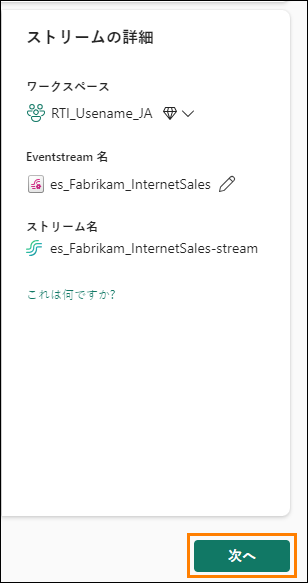 ストリームの詳細
ワークスペース
RTI_Usename_JA
Eventstream 名
es_Fabrikam_InternetSales
ストリーム名
es_Fabrikam_InternetSales-stream
これは何ですか?
次へ